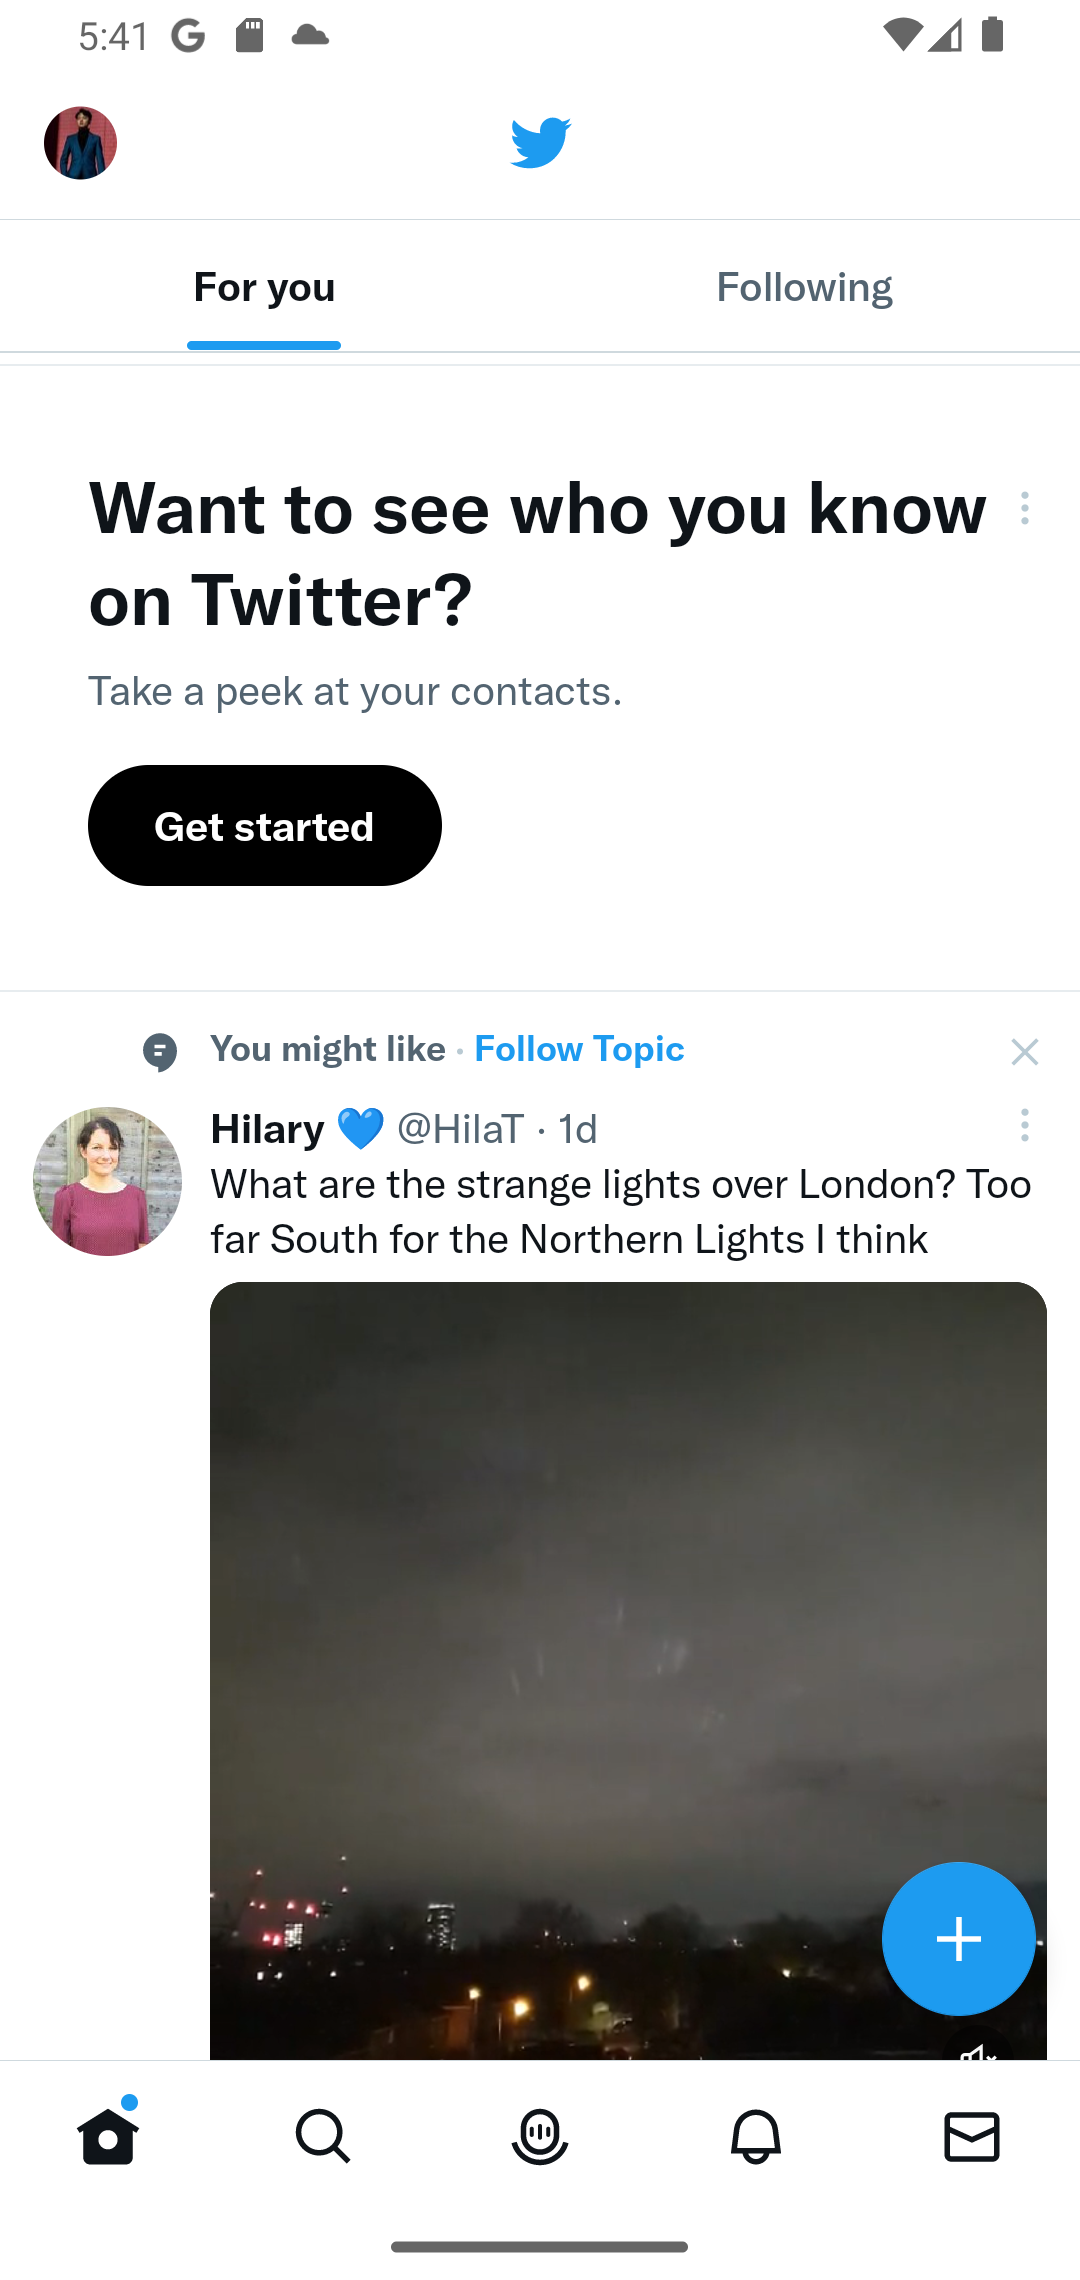 5:41
For you
Following
Want to see who you know
on Twitter?
Take a peek at your contacts.
Get started
You might like · Follow Topic
Hilary 💙 @HilaT · 1d
What are the strange lights over London? Too
far South for the Northern Lights I think